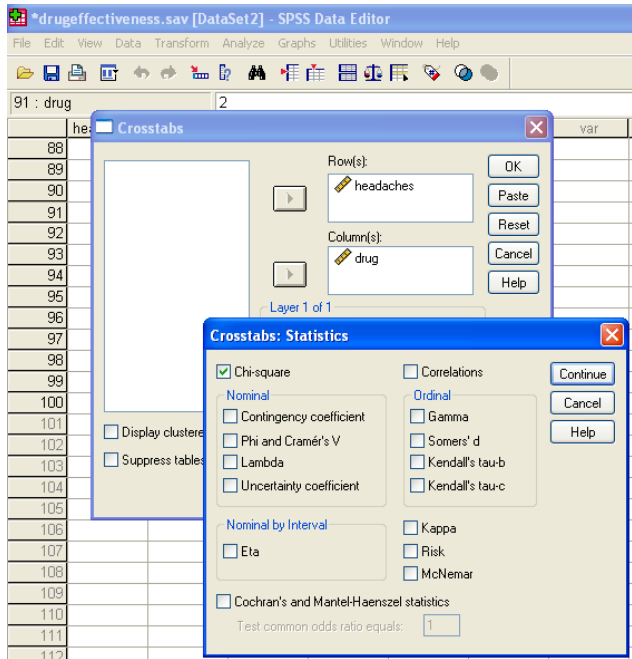 *drugeffectiveness.sav [DataSet2] - SPSS Data Editor
File Edit View Data Transform Analyze Graphs Utilities Window Help
91 : drug 2
var
88
89
90
91
92
93
94
95
96
97
98
99
100
101
102
103
104
105
106
107
108
109
110
111
112
Crosstabs
Row(s):
headaches
Column(s):
drug
Layer 1 of 1
OK
Paste
Reset
Cancel
Help
Display clustere
Suppress tables
Crosstabs: Statistics
Chi-square
Correlations
Continue
Cancel
Help
Nominal
Contingency coefficient
Phi and Cramér's V
Lambda
Uncertainty coefficient
Ordinal
Gamma
Somers' d
Kendall's tau-b
Kendall's tau-c
Nominal by Interval
Eta
Kappa
Risk
McNemar
Cochran's and Mantel-Haenszel statistics
Test common odds ratio equals: 1